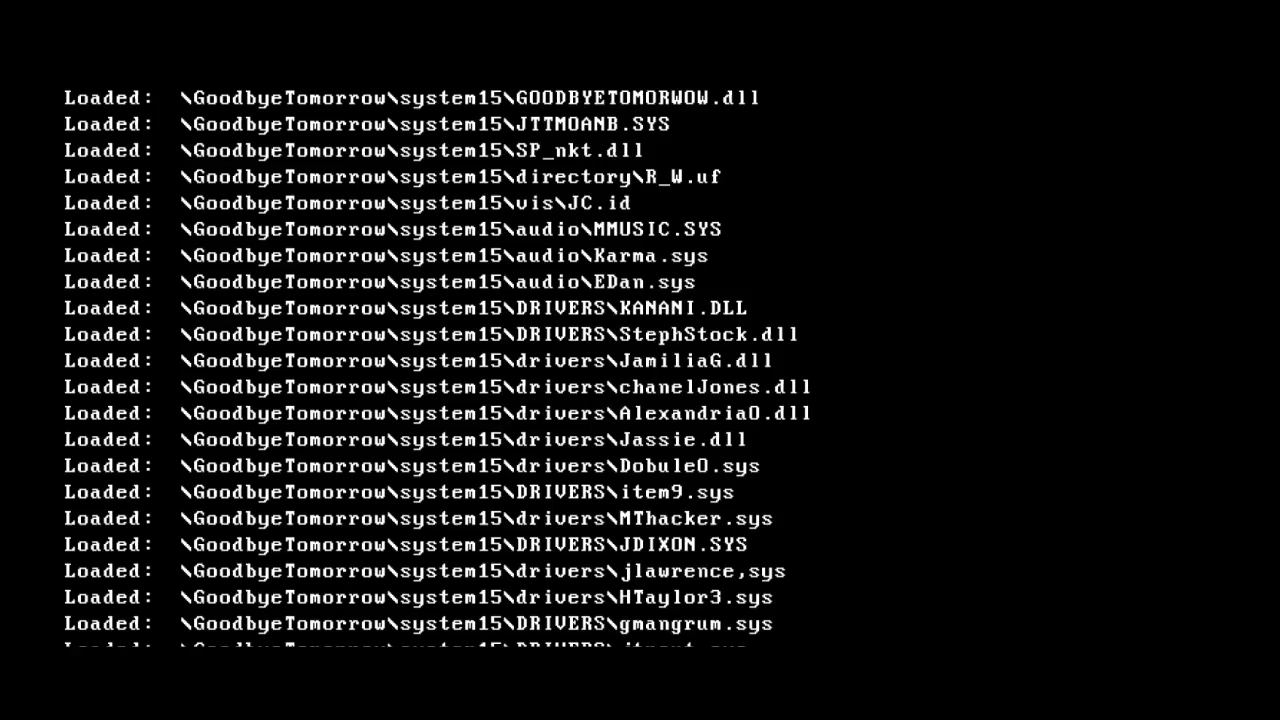 Loaded: \GoodbyeTomorrow\system15\GOODBYETOMORWOW.dll
Loaded: \GoodbyeTomorrow\system15\JTTMOANB.SYS
Loaded: \GoodbyeTomorrow\system15\SP_nkt.dll
Loaded: \GoodbyeTomorrow\system15\directory\R_W.uf
Loaded: \GoodbyeTomorrow\system15\vis\JC.id
Loaded: \GoodbyeTomorrow\system15\audio\MMUSIC.SYS
Loaded: \GoodbyeTomorrow\system15\audio\Karma.sys
Loaded: \GoodbyeTomorrow\system15\audio\EDan.sys
Loaded: \GoodbyeTomorrow\system15\DRIVERS\KANANI.DLL
Loaded: \GoodbyeTomorrow\system15\DRIVERS\StephStock.dll
Loaded: \GoodbyeTomorrow\system15\drivers\JamiliaG.dll
Loaded: \GoodbyeTomorrow\system15\drivers\chanelJones.dll
Loaded: \GoodbyeTomorrow\system15\drivers\AlexandriaO.dll
Loaded: \GoodbyeTomorrow\system15\drivers\Jassie.dll
Loaded: \GoodbyeTomorrow\system15\drivers\DobuleO.sys
Loaded: \GoodbyeTomorrow\system15\DRIVERS\item9.sys
Loaded: \GoodbyeTomorrow\system15\drivers\MThacker.sys
Loaded: \GoodbyeTomorrow\system15\DRIVERS\JDIXON.SYS
Loaded: \GoodbyeTomorrow\system15\drivers\jlawrence,sys
Loaded: \GoodbyeTomorrow\system15\drivers\HTaylor3.sys
Loaded: \GoodbyeTomorrow\system15\DRIVERS\gmangrum.sys